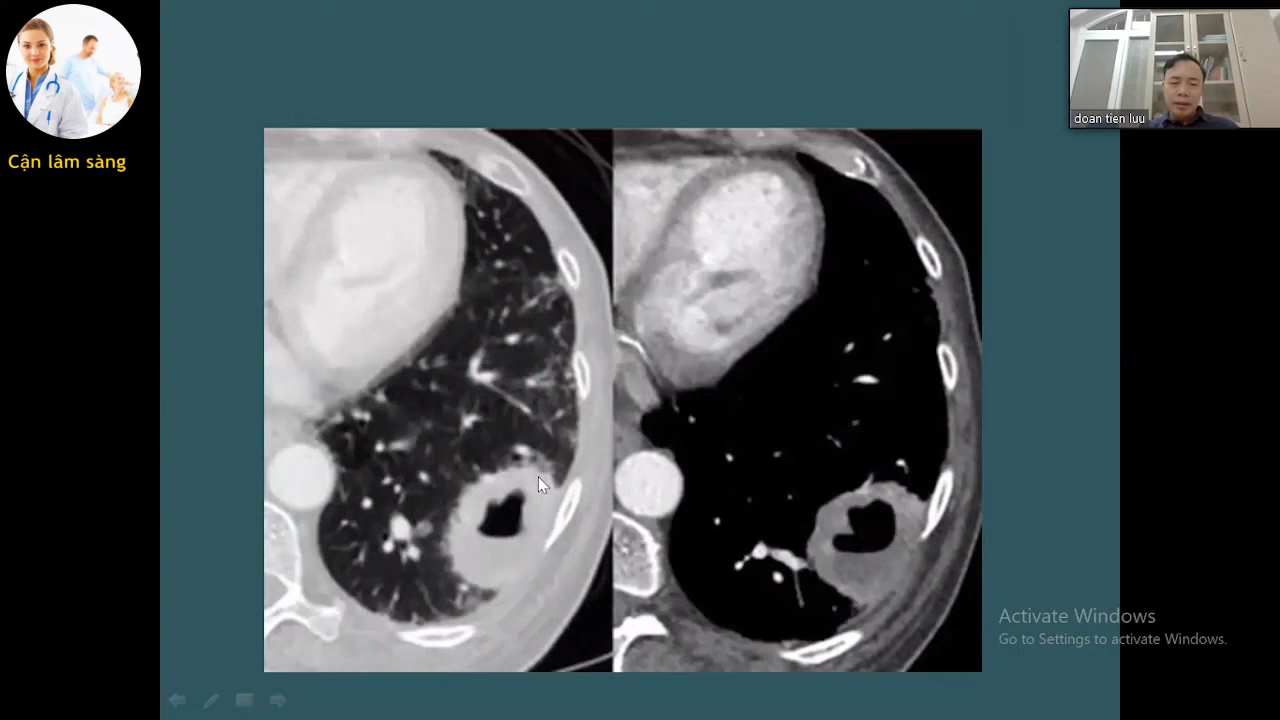 Cận lâm sàng
doan tien luu
Activate Windows
Go to Settings to activate Windows.